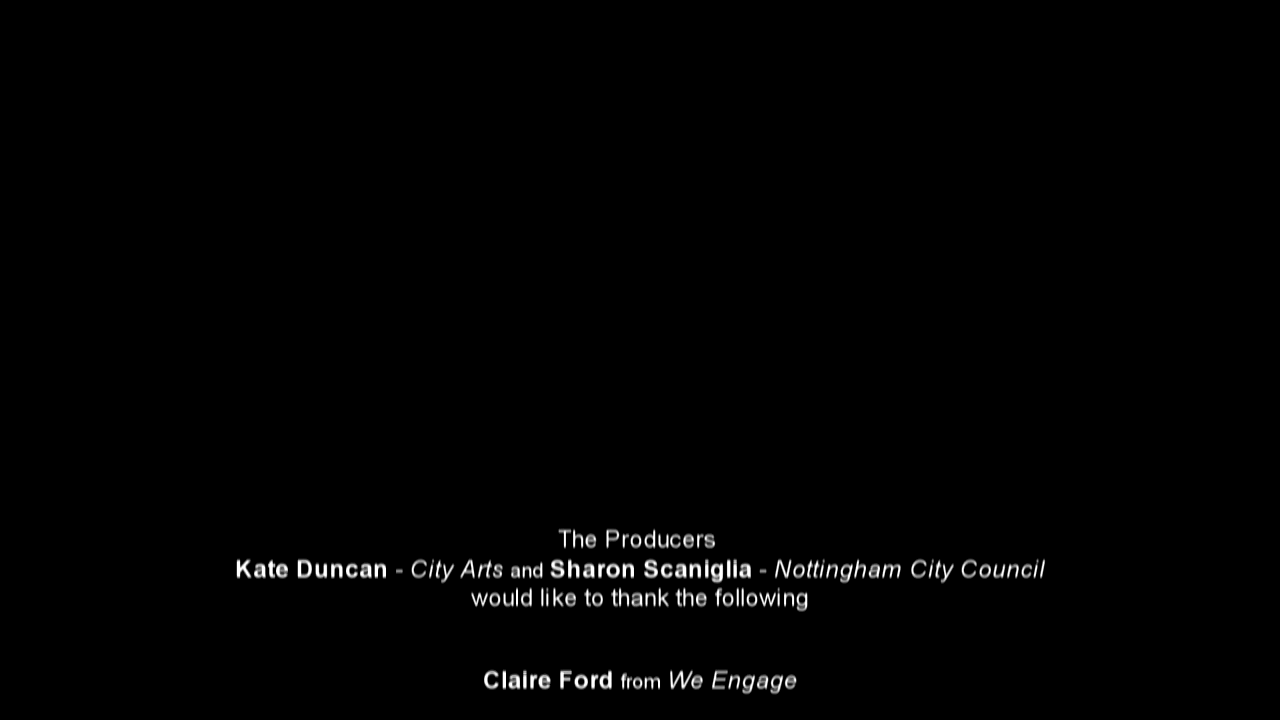 The Producers
Kate Duncan - City Arts and Sharon Scaniglia - Nottingham City Council
would like to thank the following
Claire Ford from We Engage